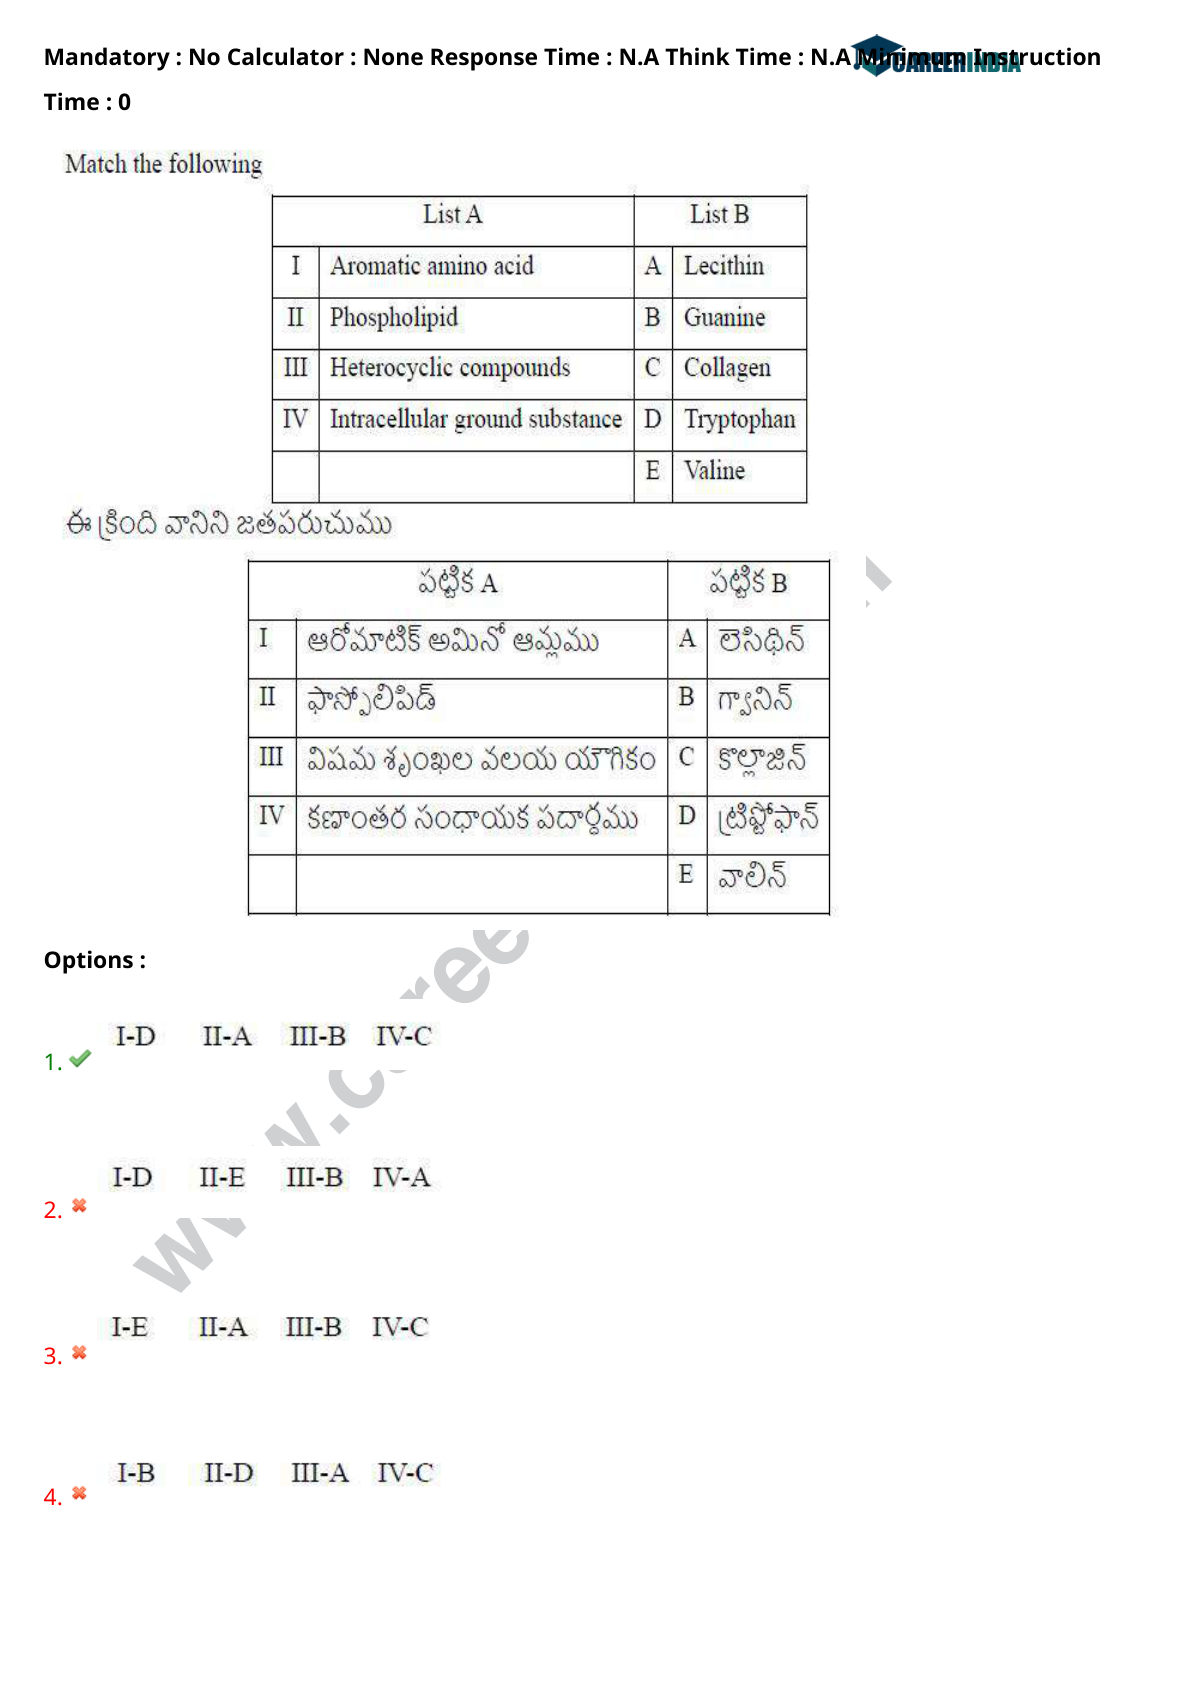 Mandatory : No Calculator : None Response Time : N.A Think Time : N.A Minimum Instruction
CAREERINDIA
Time : 0
Match the following
List A List B
I Aromatic amino acid A Lecithin
II Phospholipid B Guanine
III Heterocyclic compounds C Collagen
IV Intracellular ground substance D Tryptophan
E Valine
ఈ క్రింది వానిని జతపరుచుము
పట్టిక A పట్టిక B
I ఆరోమాటిక్ అమినో ఆమ్లము A లెసిథిన్
II ఫాస్ఫోలిపిడ్ B గ్వానిన్
III విషమ శృంఖల వలయ యౌగికం C కొల్లాజిన్
IV కణాంతర సంధాయక పదార్దము D ట్రిప్టోఫాన్
E వాలిన్
Options :
1. I-D II-A III-B IV-C
2. I-D II-E III-B IV-A
3. I-E II-A III-B IV-C
4. I-B II-D III-A IV-C